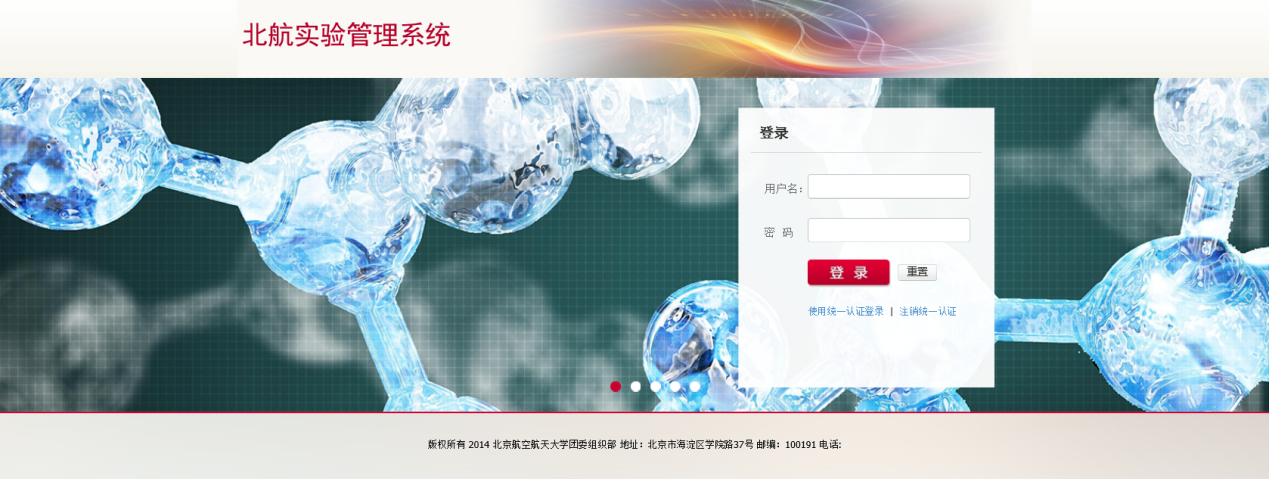 北航实验管理系统
登录
用户名：
密 码
登 录 重置
使用统一认证登录 | 注销统一认证
版权所有 2014 北京航空航天大学团委组织部 地址：北京市海淀区学院路37号 邮编：100191 电话: